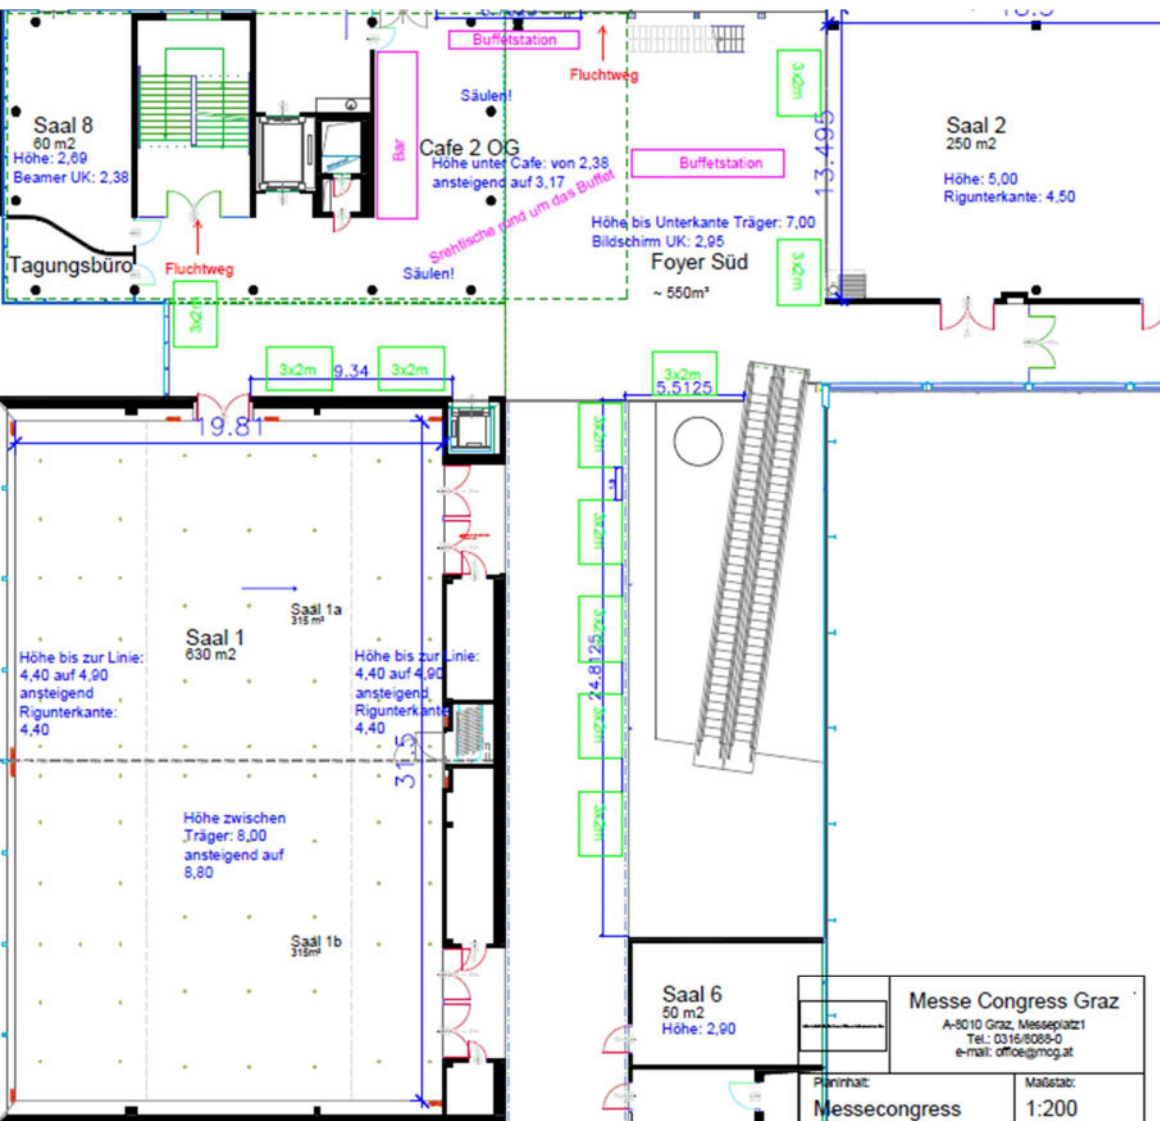 Buffetstation
Fluchtweg
3x2m
Säulen!
Saal 8
60 m2
Höhe: 2,69
Beamer UK: 2,38
Bar
Cafe 2 OG
Höhe unter Cafe: von 2,38
ansteigend auf 3,17
Srehtische rund um das Buffet
Buffetstation
13.495
Saal 2
250 m2
Höhe: 5,00
Rigunterkante: 4,50
Höhe bis Unterkante Träger: 7,00
Bildschirm UK: 2,95
Foyer Süd
~ 550m²
Tagungsbüro
Fluchtweg
Säulen!
3x2m
3x2m
3x2m
9.34
3x2m
3x2m
5.5125
19.81
3x2m
3x2m
Saal 1a
315 m²
Saal 1
630 m2
3x2m
24.8125
Höhe bis zur Linie:
4,40 auf 4,90
ansteigend
Rigunterkante:
4,40
Höhe bis zur Linie:
4,40 auf 4,90
ansteigend
Rigunterkante
4,40
3x2m
31.5
Höhe zwischen
Träger: 8,00
ansteigend auf
8,80
3x2m
Saal 1b
315m²
Saal 6
50 m2
Höhe: 2,90
Messe Congress Graz
A-8010 Graz, Messeplatz1
Tel.: 0316/8088-0
e-mail: office@mcg.at
Planinhalt:
Messecongress
Maßstab:
1:200